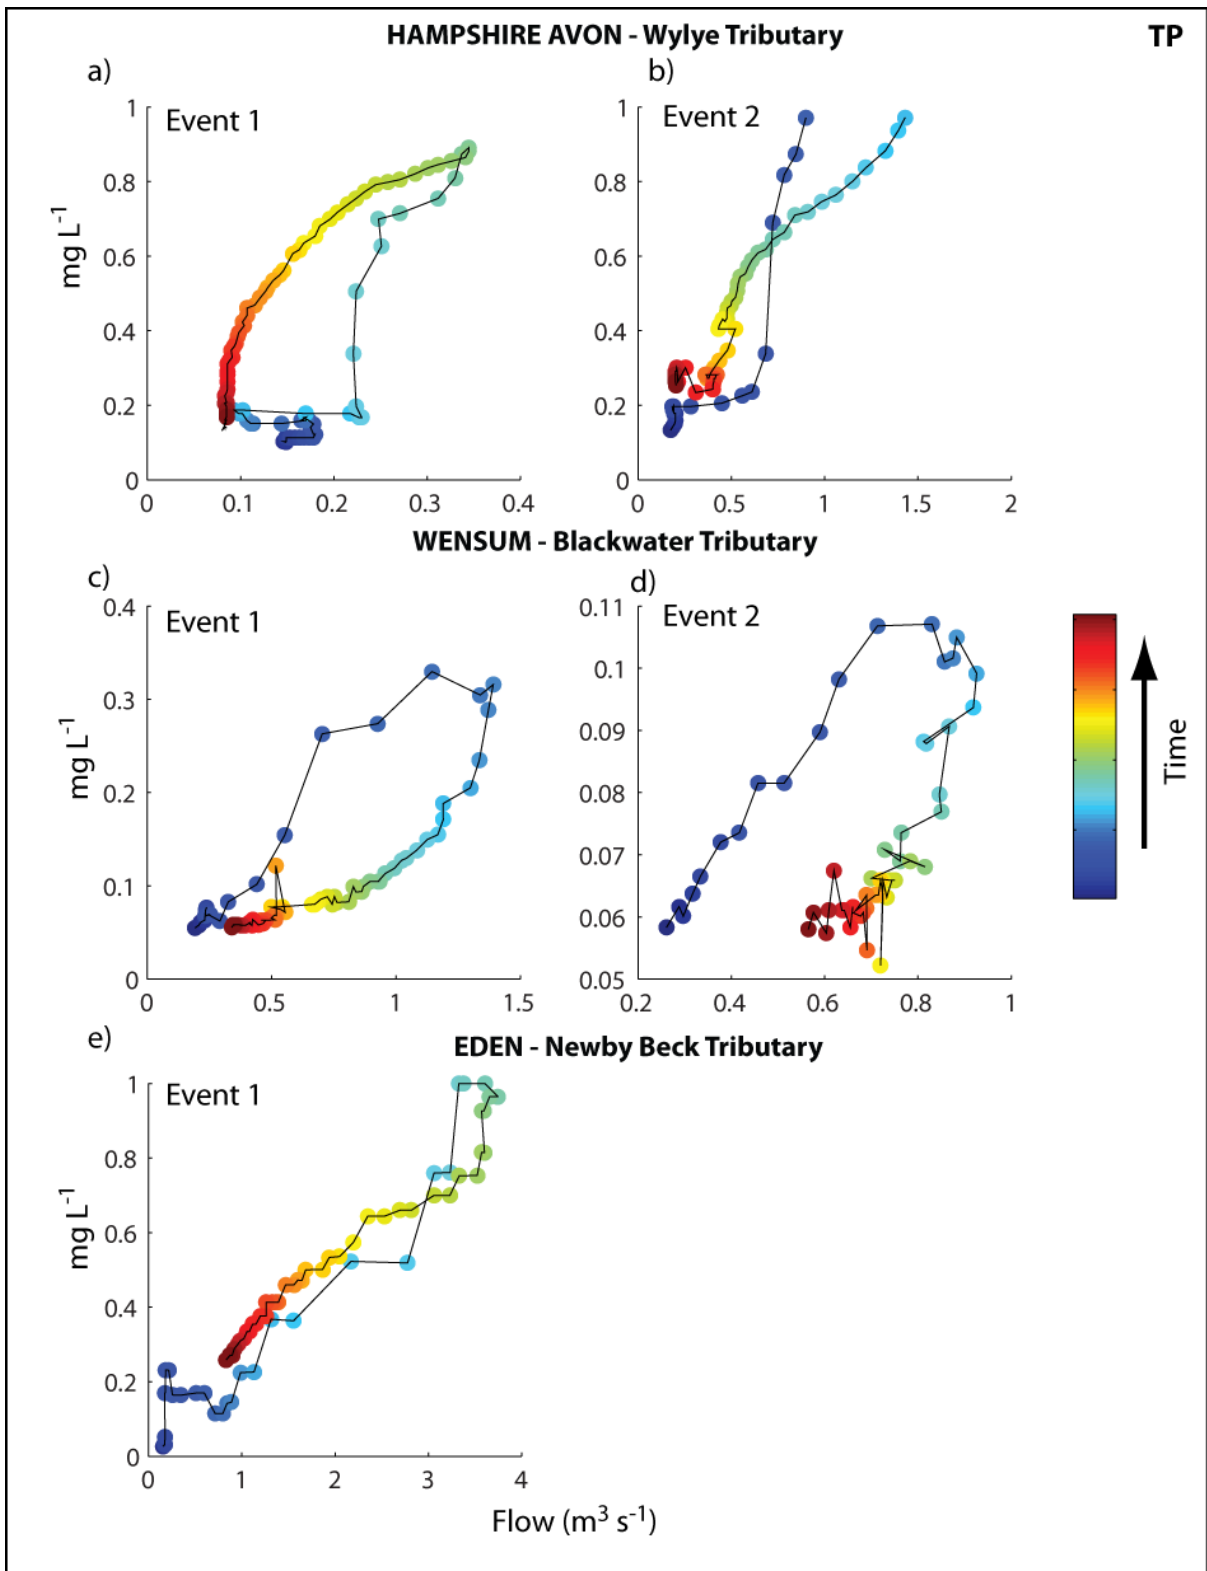 HAMPSHIRE AVON - Wylye Tributary TP
a) b)
Event 1 Event 2
1 0.8 0.6 0.4 0.2 0
mg L⁻¹
0 0.1 0.2 0.3 0.4
1 0.8 0.6 0.4 0.2 0
0 0.5 1 1.5 2
WENSUM - Blackwater Tributary
c) d)
Event 1 Event 2
0.4 0.3 0.2 0.1 0
mg L⁻¹
0 0.5 1 1.5
0.11 0.1 0.09 0.08 0.07 0.06 0.05
0.2 0.4 0.6 0.8 1
Time
e)
EDEN - Newby Beck Tributary
Event 1
1 0.8 0.6 0.4 0.2 0
mg L⁻¹
0 1 2 3 4
Flow (m³ s⁻¹)